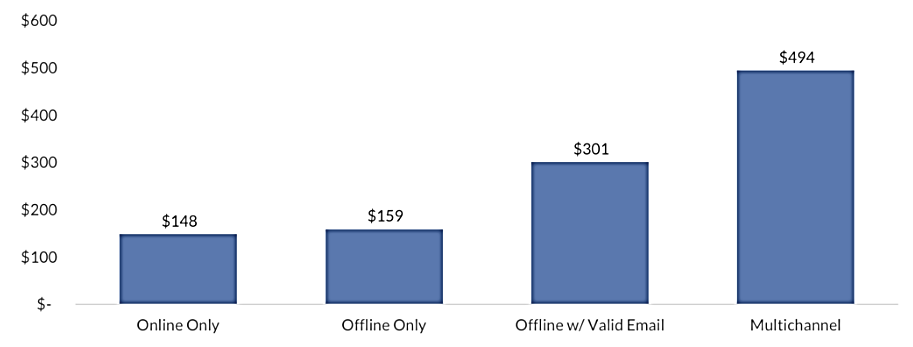 $600
$500
$400
$300
$200
$100
$-
$148
$159
$301
$494
Online Only
Offline Only
Offline w/ Valid Email
Multichannel